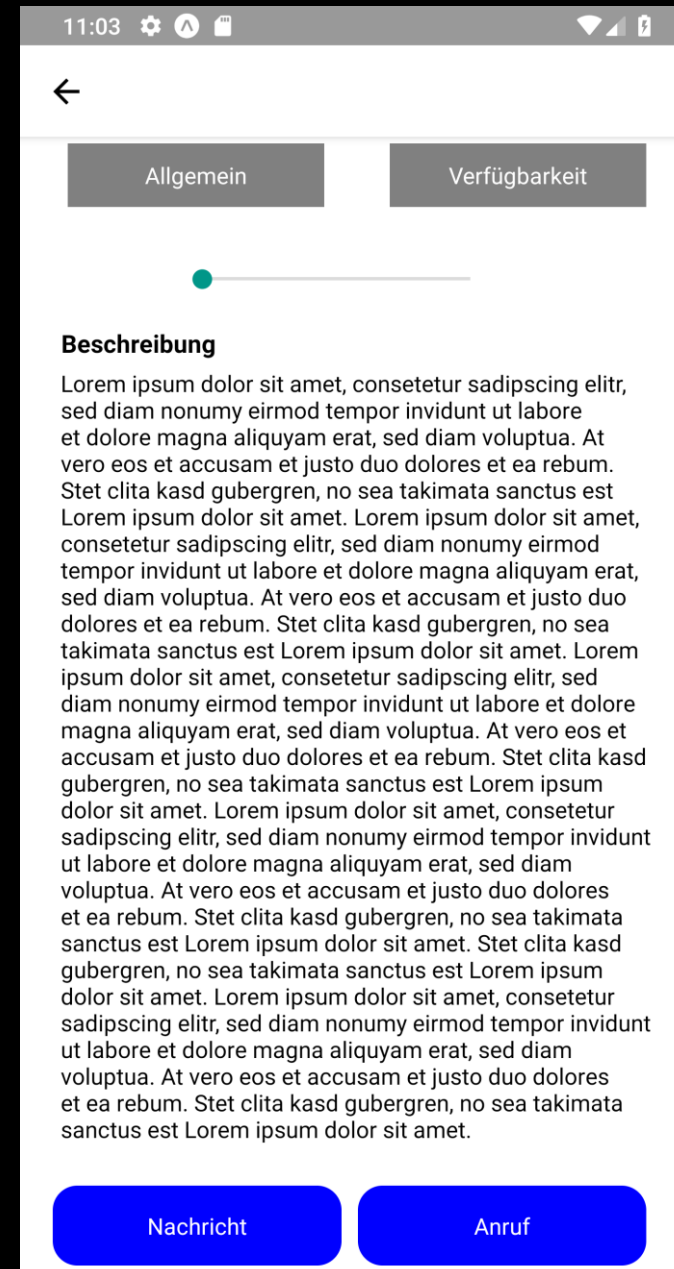 11:03
Allgemein
Verfügbarkeit
Beschreibung
Lorem ipsum dolor sit amet, consetetur sadipscing elitr,
sed diam nonumy eirmod tempor invidunt ut labore
et dolore magna aliquyam erat, sed diam voluptua. At
vero eos et accusam et justo duo dolores et ea rebum.
Stet clita kasd gubergren, no sea takimata sanctus est
Lorem ipsum dolor sit amet. Lorem ipsum dolor sit amet,
consetetur sadipscing elitr, sed diam nonumy eirmod
tempor invidunt ut labore et dolore magna aliquyam erat,
sed diam voluptua. At vero eos et accusam et justo duo
dolores et ea rebum. Stet clita kasd gubergren, no sea
takimata sanctus est Lorem ipsum dolor sit amet. Lorem
ipsum dolor sit amet, consetetur sadipscing elitr, sed
diam nonumy eirmod tempor invidunt ut labore et dolore
magna aliquyam erat, sed diam voluptua. At vero eos et
accusam et justo duo dolores et ea rebum. Stet clita kasd
gubergren, no sea takimata sanctus est Lorem ipsum
dolor sit amet. Lorem ipsum dolor sit amet, consetetur
sadipscing elitr, sed diam nonumy eirmod tempor invidunt
ut labore et dolore magna aliquyam erat, sed diam
voluptua. At vero eos et accusam et justo duo dolores
et ea rebum. Stet clita kasd gubergren, no sea takimata
sanctus est Lorem ipsum dolor sit amet. Stet clita kasd
gubergren, no sea takimata sanctus est Lorem ipsum
dolor sit amet. Lorem ipsum dolor sit amet, consetetur
sadipscing elitr, sed diam nonumy eirmod tempor invidunt
ut labore et dolore magna aliquyam erat, sed diam
voluptua. At vero eos et accusam et justo duo dolores
et ea rebum. Stet clita kasd gubergren, no sea takimata
sanctus est Lorem ipsum dolor sit amet.
Nachricht
Anruf